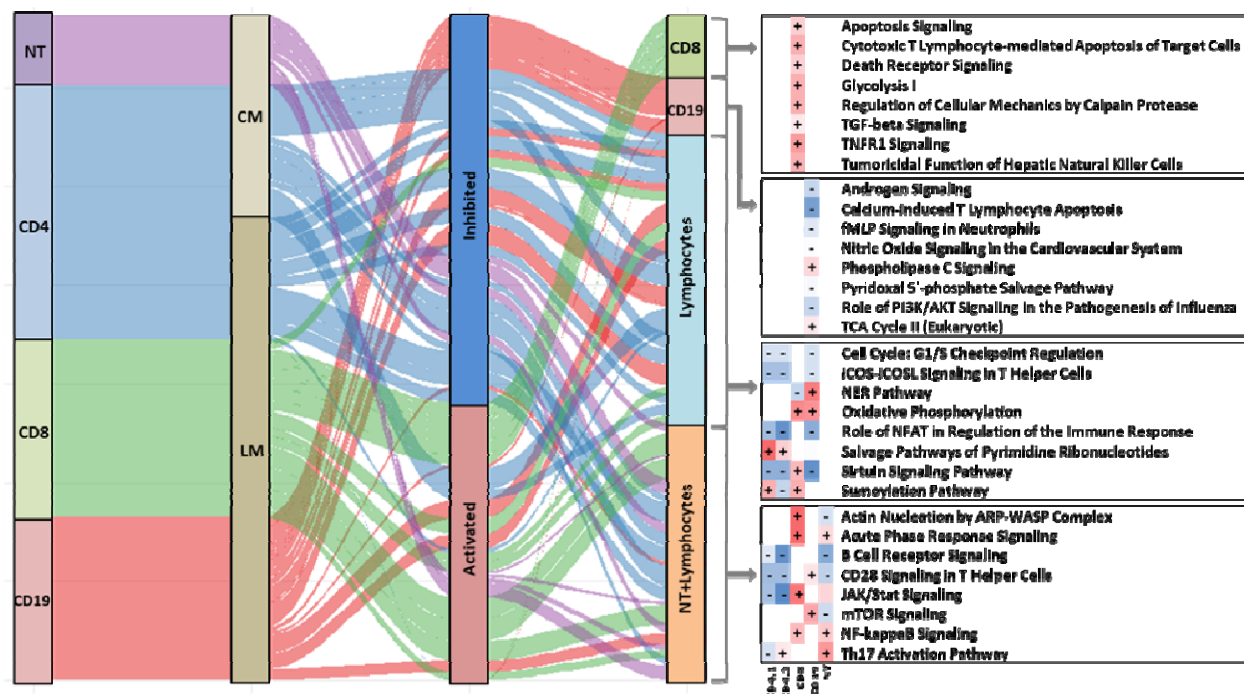 NT
CD4
CD8
CD19
CM
LM
Inhibited
Activated
CD8
CD19
Lymphocytes
NT+Lymphocytes
+ Apoptosis Signaling
+ Cytotoxic T Lymphocyte-mediated Apoptosis of Target Cells
+ Death Receptor Signaling
+ Glycolysis I
+ Regulation of Cellular Mechanics by Calpain Protease
+ TGF-beta Signaling
+ TNFR1 Signaling
+ Tumoricidal Function of Hepatic Natural Killer Cells
- Androgen Signaling
- Calcium-Induced T Lymphocyte Apoptosis
- fMLP Signaling in Neutrophils
- Nitric Oxide Signaling in the Cardiovascular System
+ Phospholipase C Signaling
- Pyridoxal 5'-phosphate Salvage Pathway
- Role of PI3K/AKT Signaling in the Pathogenesis of Influenza
+ TCA Cycle II (Eukaryotic)
- - - Cell Cycle: G1/S Checkpoint Regulation
- - - iCOS-iCOSL Signaling in T Helper Cells
- + NER Pathway
+ + Oxidative Phosphorylation
- - - Role of NFAT in Regulation of the Immune Response
+ + Salvage Pathways of Pyrimidine Ribonucleotides
- - + - Sirtuin Signaling Pathway
+ - + Sumoylation Pathway
+ - Actin Nucleation by ARP-WASP Complex
+ + Acute Phase Response Signaling
- - - B Cell Receptor Signaling
- - + - CD28 Signaling in T Helper Cells
- - + JAK/Stat Signaling
+ - mTOR Signaling
+ + NF-kappaB Signaling
- + + Th17 Activation Pathway